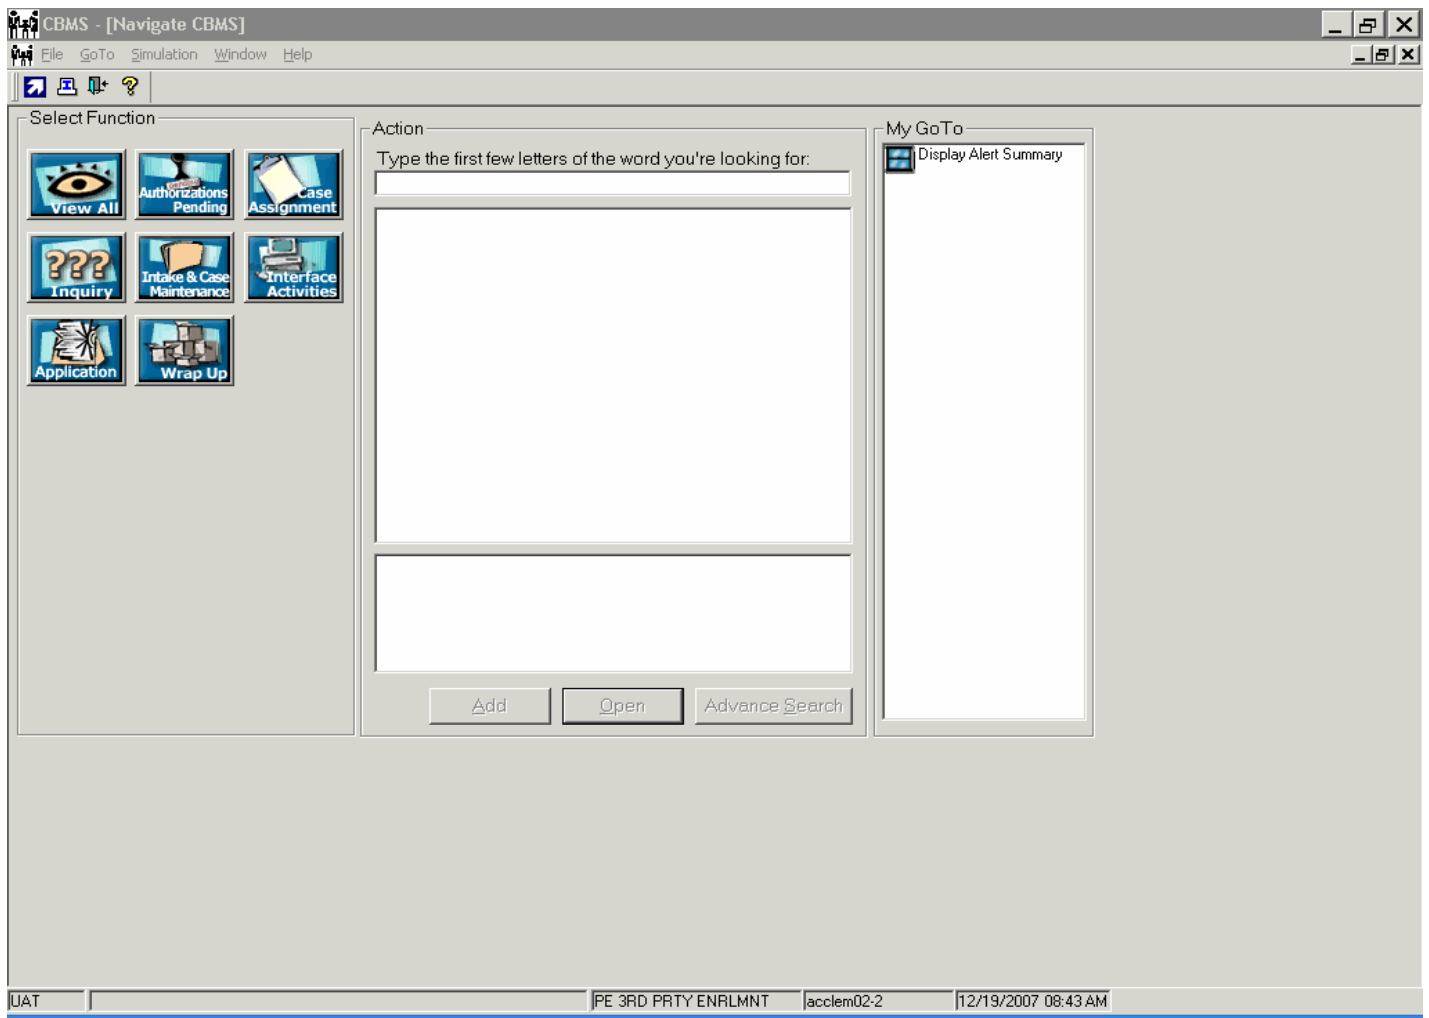 CBMS - [Navigate CBMS]
File GoTo Simulation Window Help
Select Function
View All
Authorizations Pending
Case Assignment
??? Inquiry
Intake & Case Maintenance
Interface Activities
Application
Wrap Up
Action
Type the first few letters of the word you're looking for:
Add Open Advance Search
My GoTo
Display Alert Summary
UAT PE 3RD PRTY ENRLMNT acclem02-2 12/19/2007 08:43 AM